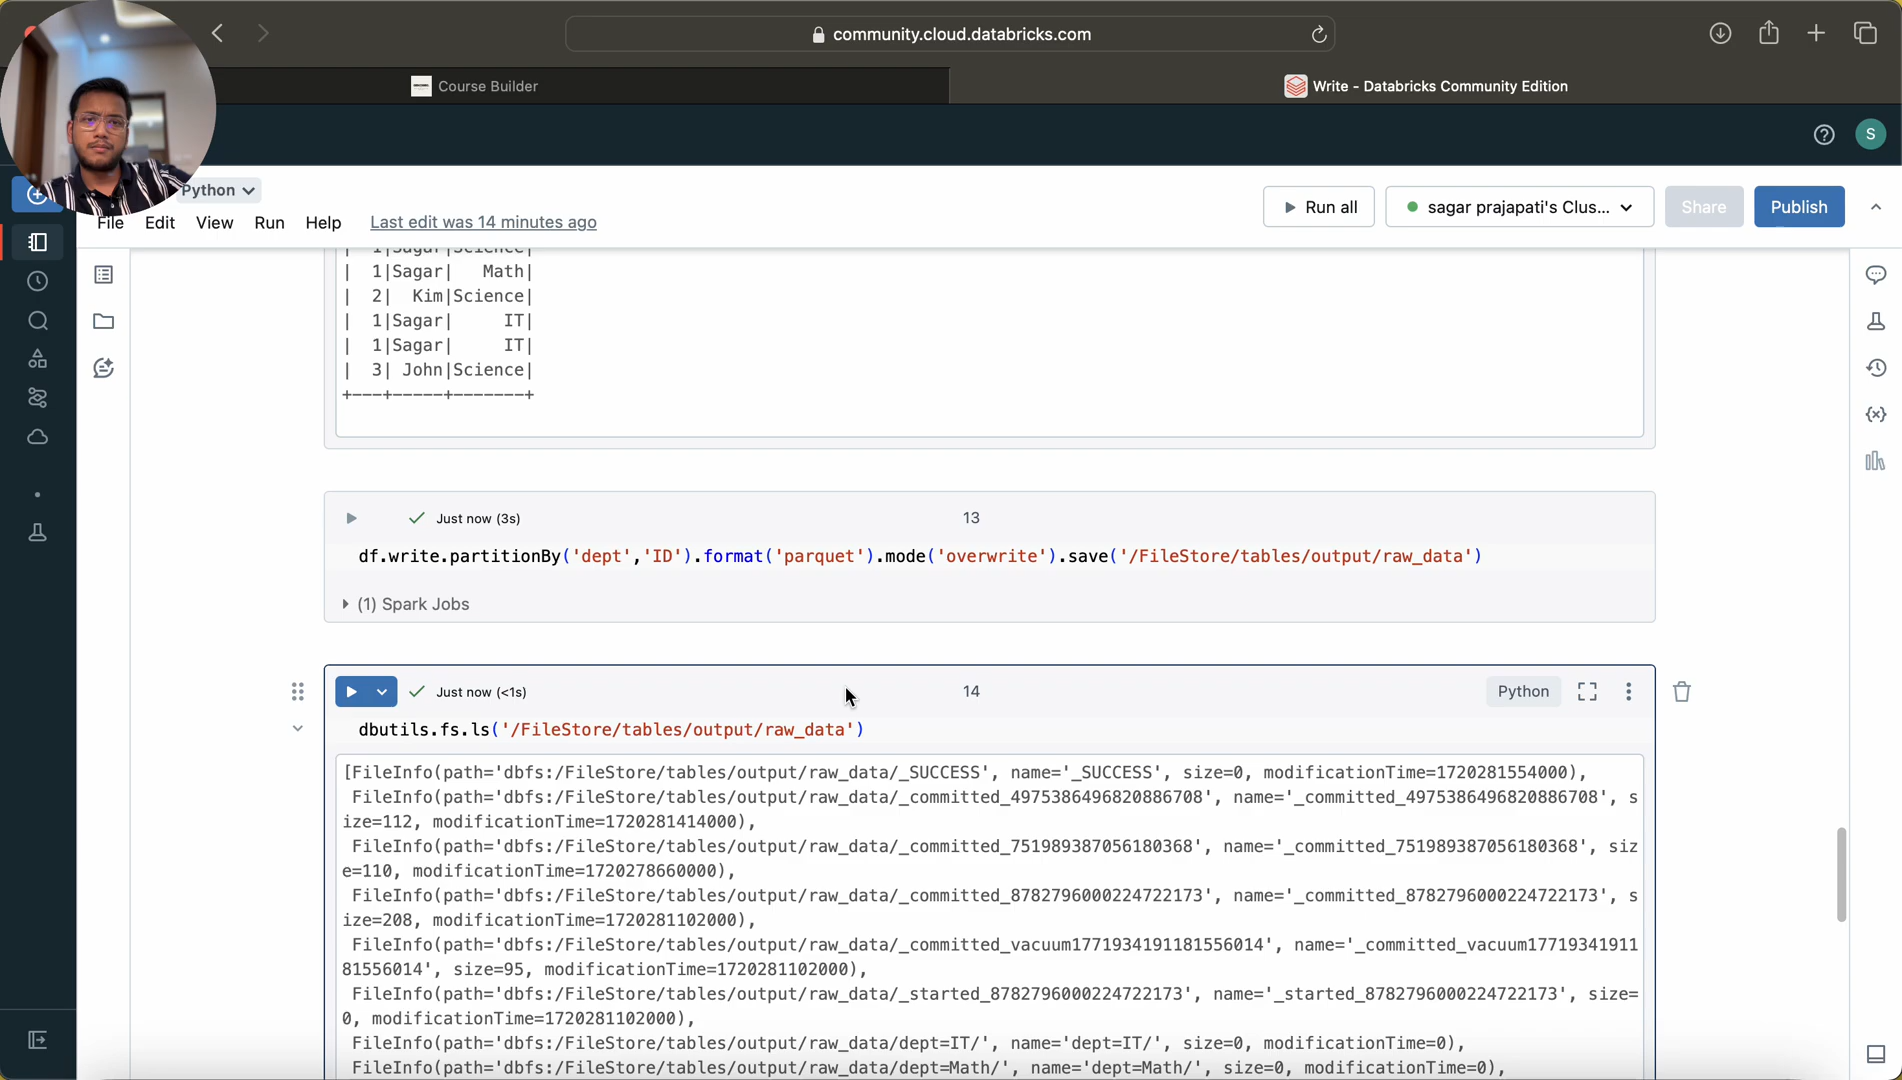 community.cloud.databricks.com
Course Builder
Write - Databricks Community Edition
S
Python
File Edit View Run Help Last edit was 14 minutes ago
Run all
sagar prajapati's Clus...
Share
Publish
| 1|Sagar|Science|
| 1|Sagar| Math|
| 2| Kim|Science|
| 1|Sagar| IT|
| 1|Sagar| IT|
| 3| John|Science|
+---+-----+-------+
Just now (3s)
13
df.write.partitionBy('dept','ID').format('parquet').mode('overwrite').save('/FileStore/tables/output/raw_data')
(1) Spark Jobs
Just now (<1s)
14
Python
dbutils.fs.ls('/FileStore/tables/output/raw_data')
[FileInfo(path='dbfs:/FileStore/tables/output/raw_data/_SUCCESS', name='_SUCCESS', size=0, modificationTime=1720281554000),
FileInfo(path='dbfs:/FileStore/tables/output/raw_data/_committed_4975386496820886708', name='_committed_4975386496820886708', s
ize=112, modificationTime=1720281414000),
FileInfo(path='dbfs:/FileStore/tables/output/raw_data/_committed_751989387056180368', name='_committed_751989387056180368', siz
e=110, modificationTime=1720278660000),
FileInfo(path='dbfs:/FileStore/tables/output/raw_data/_committed_8782796000224722173', name='_committed_8782796000224722173', s
ize=208, modificationTime=1720281102000),
FileInfo(path='dbfs:/FileStore/tables/output/raw_data/_committed_vacuum1771934191181556014', name='_committed_vacuum17719341911
81556014', size=95, modificationTime=1720281102000),
FileInfo(path='dbfs:/FileStore/tables/output/raw_data/_started_8782796000224722173', name='_started_8782796000224722173', size=
0, modificationTime=1720281102000),
FileInfo(path='dbfs:/FileStore/tables/output/raw_data/dept=IT/', name='dept=IT/', size=0, modificationTime=0),
FileInfo(path='dbfs:/FileStore/tables/output/raw_data/dept=Math/', name='dept=Math/', size=0, modificationTime=0),